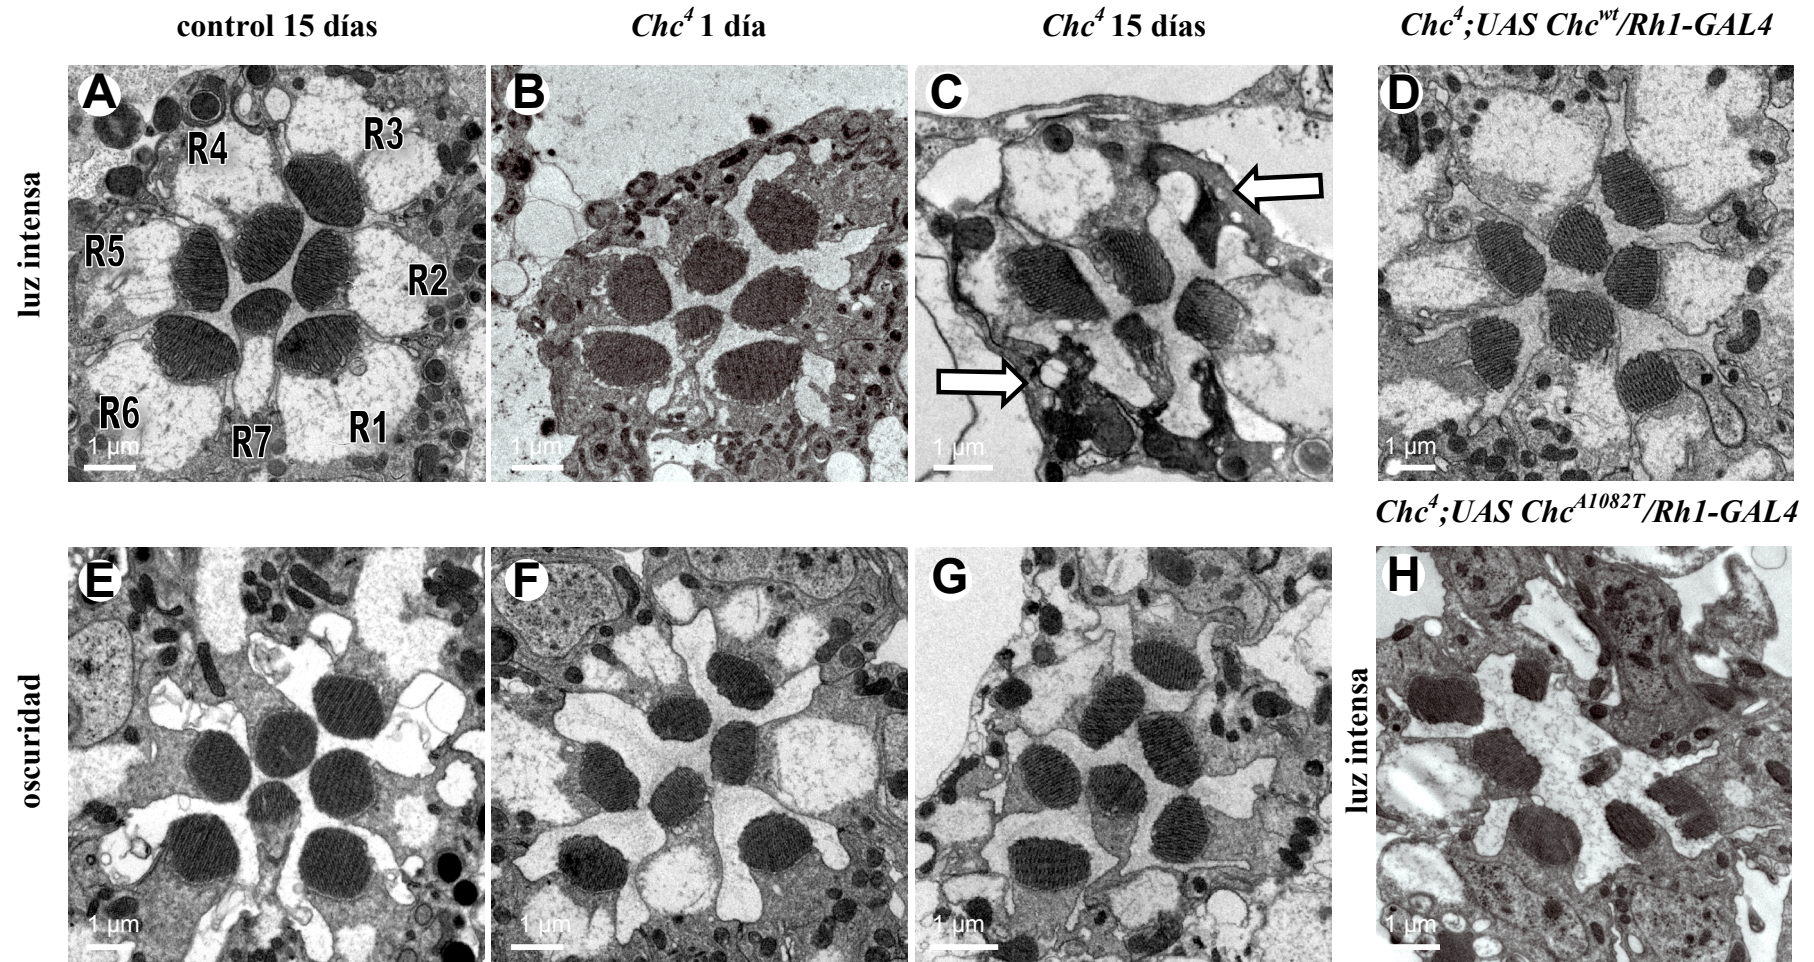 control 15 días
Chc⁴ 1 día
Chc⁴ 15 días
Chc⁴;UAS Chcʷᵗ/Rh1-GAL4
luz intensa
A
R4
R3
R5
R2
R6
R7
R1
1 µm
B
1 µm
C
1 µm
D
1 µm
Chc⁴;UAS Chcᴬ¹⁰⁸²ᵀ/Rh1-GAL4
oscuridad
E
1 µm
F
1 µm
G
1 µm
luz intensa
H
1 µm